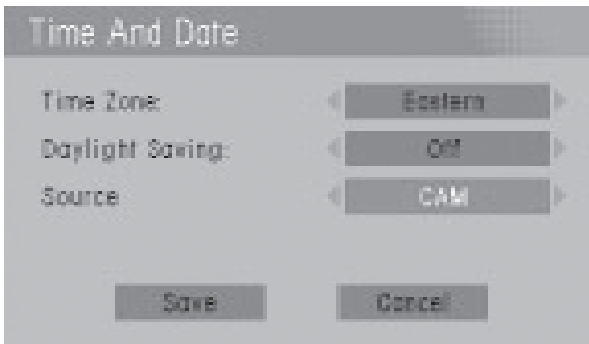 Time And Date
Time Zone: Eastern
Daylight Saving: Off
Source CAM
Save Cancel